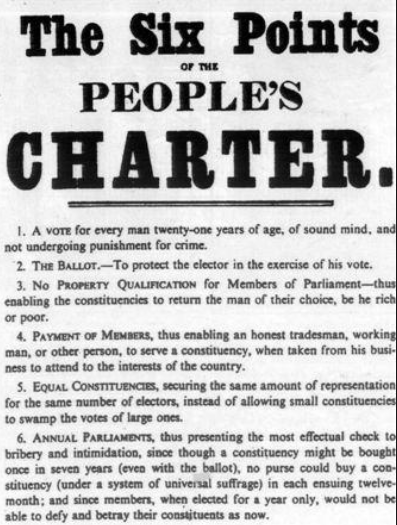 The Six Points
OF THE
PEOPLE'S
CHARTER.
1. A VOTE for every man twenty-one years of age, of sound mind, and
not undergoing punishment for crime.
2. THE BALLOT.—To protect the elector in the exercise of his vote.
3. NO PROPERTY QUALIFICATION for Members of Parliament—thus
enabling the constituencies to return the man of their choice, be he rich
or poor.
4. PAYMENT OF MEMBERS, thus enabling an honest tradesman, working
man, or other person, to serve a constituency, when taken from his busi-
ness to attend to the interests of the country.
5. EQUAL CONSTITUENCIES, securing the same amount of representation
for the same number of electors, instead of allowing small constituencies
to swamp the votes of large ones.
6. ANNUAL PARLIAMENTS, thus presenting the most effectual check to
bribery and intimidation, since though a constituency might be bought
once in seven years (even with the ballot), no purse could buy a con-
stituency (under a system of universal suffrage) in each ensuing twelve-
month; and since members, when elected for a year only, would not be
able to defy and betray their constituents as now.